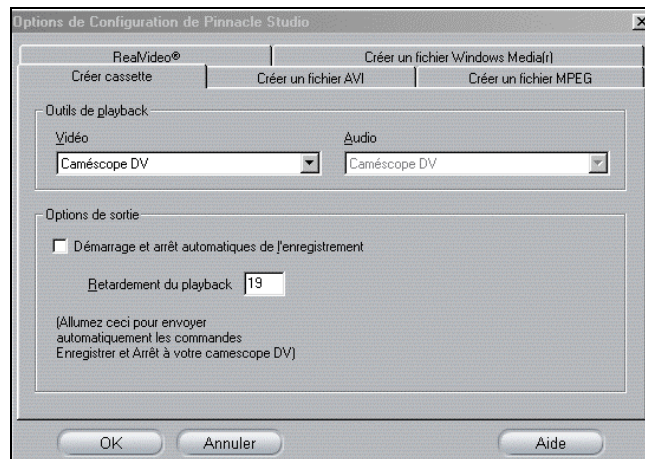 Options de Configuration de Pinnacle Studio
RealVideo® Créer un fichier Windows Media(r)
Créer cassette Créer un fichier AVI Créer un fichier MPEG
Outils de playback
Vidéo Audio
Caméscope DV Caméscope DV
Options de sortie
Démarrage et arrêt automatiques de l'enregistrement
Retardement du playback 19
(Allumez ceci pour envoyer
automatiquement les commandes
Enregistrer et Arrêt à votre camescope DV)
OK Annuler Aide